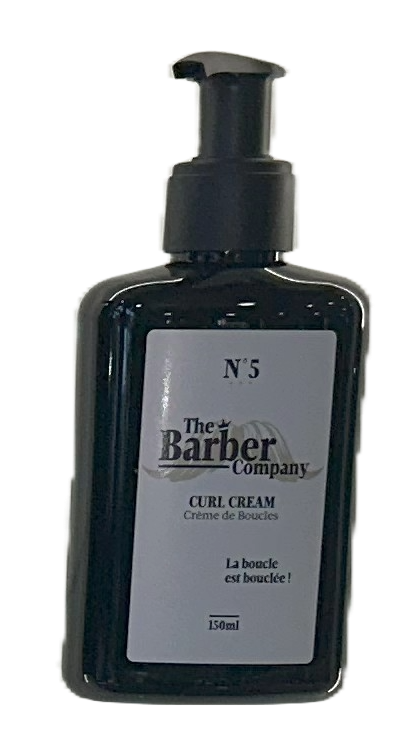 N°5
The
Barber
Company
CURL CREAM
Crème de Boucles
La boucle
est bouclée !
150ml